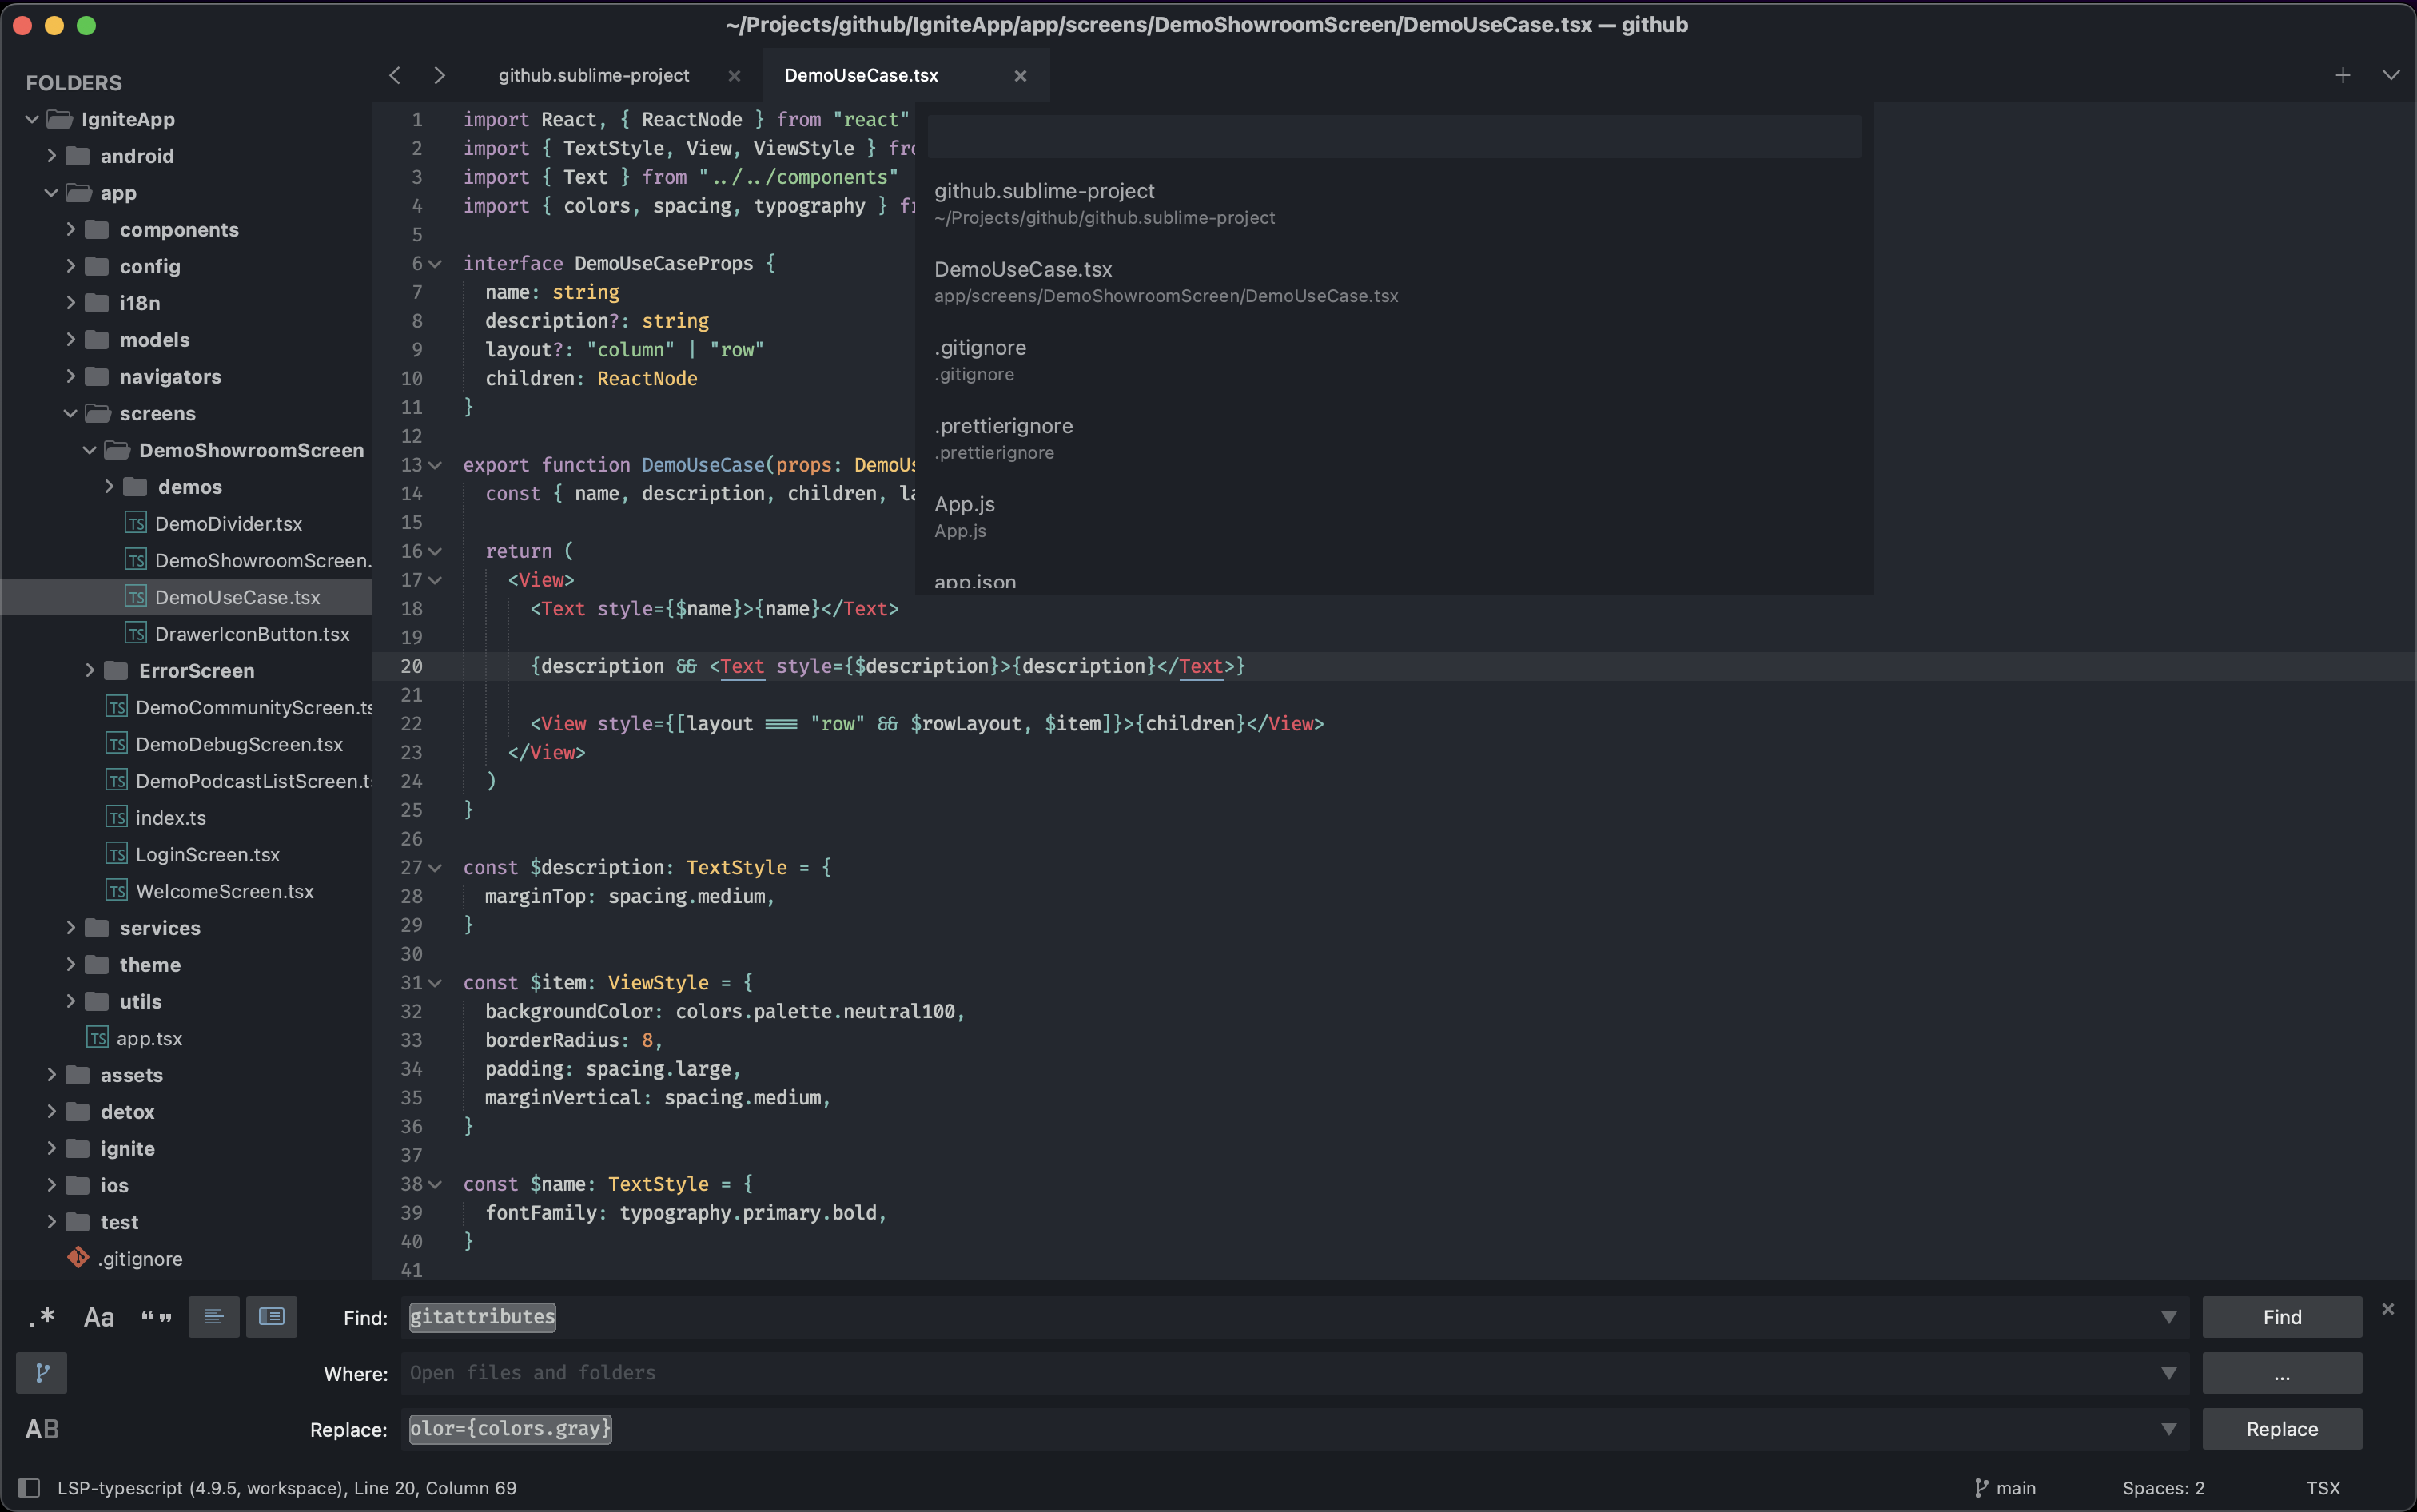 ~/Projects/github/IgniteApp/app/screens/DemoShowroomScreen/DemoUseCase.tsx — github
FOLDERS
IgniteApp
android
app
components
config
i18n
models
navigators
screens
DemoShowroomScreen
demos
DemoDivider.tsx
DemoShowroomScreen.
DemoUseCase.tsx
DrawerIconButton.tsx
ErrorScreen
DemoCommunityScreen.ts
DemoDebugScreen.tsx
DemoPodcastListScreen.ts
index.ts
LoginScreen.tsx
WelcomeScreen.tsx
services
theme
utils
app.tsx
assets
detox
ignite
ios
test
.gitignore
github.sublime-project
DemoUseCase.tsx
1 import React, { ReactNode } from "react"
2 import { TextStyle, View, ViewStyle } fro
3 import { Text } from "../../components"
4 import { colors, spacing, typography } fr
5
6 interface DemoUseCaseProps {
7 name: string
8 description?: string
9 layout?: "column" | "row"
10 children: ReactNode
11 }
12
13 export function DemoUseCase(props: DemoUs
14 const { name, description, children, la
15
16 return (
17 <View>
18 <Text style={$name}>{name}</Text>
19
20 {description && <Text style={$description}>{description}</Text>}
21
22 <View style={[layout === "row" && $rowLayout, $item]}>{children}</View>
23 </View>
24 )
25 }
26
27 const $description: TextStyle = {
28 marginTop: spacing.medium,
29 }
30
31 const $item: ViewStyle = {
32 backgroundColor: colors.palette.neutral100,
33 borderRadius: 8,
34 padding: spacing.large,
35 marginVertical: spacing.medium,
36 }
37
38 const $name: TextStyle = {
39 fontFamily: typography.primary.bold,
40 }
41
github.sublime-project
~/Projects/github/github.sublime-project
DemoUseCase.tsx
app/screens/DemoShowroomScreen/DemoUseCase.tsx
.gitignore
.gitignore
.prettierignore
.prettierignore
App.js
App.js
app.json
.* Aa “” Find: gitattributes Find
Where: Open files and folders ...
AB Replace: olor={colors.gray} Replace
LSP-typescript (4.9.5, workspace), Line 20, Column 69 main Spaces: 2 TSX